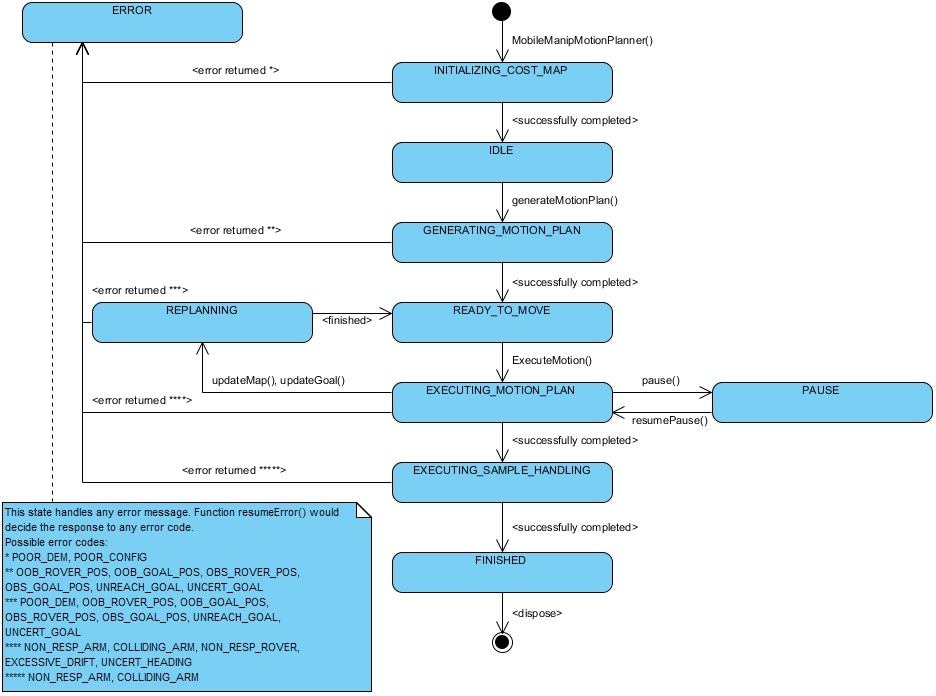 ERROR
MobileManipMotionPlanner()
<error returned *>
INITIALIZING_COST_MAP
<successfully completed>
IDLE
generateMotionPlan()
<error returned **>
GENERATING_MOTION_PLAN
<successfully completed>
<error returned ***>
REPLANNING
<finished>
READY_TO_MOVE
ExecuteMotion()
updateMap(), updateGoal()
<error returned ****>
EXECUTING_MOTION_PLAN
pause()
PAUSE
resumePause()
<successfully completed>
<error returned *****>
EXECUTING_SAMPLE_HANDLING
<successfully completed>
FINISHED
<dispose>
This state handles any error message. Function resumeError() would
decide the response to any error code.
Possible error codes:
* POOR_DEM, POOR_CONFIG
** OOB_ROVER_POS, OOB_GOAL_POS, OBS_ROVER_POS,
OBS_GOAL_POS, UNREACH_GOAL, UNCERT_GOAL
*** POOR_DEM, OOB_ROVER_POS, OOB_GOAL_POS,
OBS_ROVER_POS, OBS_GOAL_POS, UNREACH_GOAL,
UNCERT_GOAL
**** NON_RESP_ARM, COLLIDING_ARM, NON_RESP_ROVER,
EXCESSIVE_DRIFT, UNCERT_HEADING
***** NON_RESP_ARM, COLLIDING_ARM